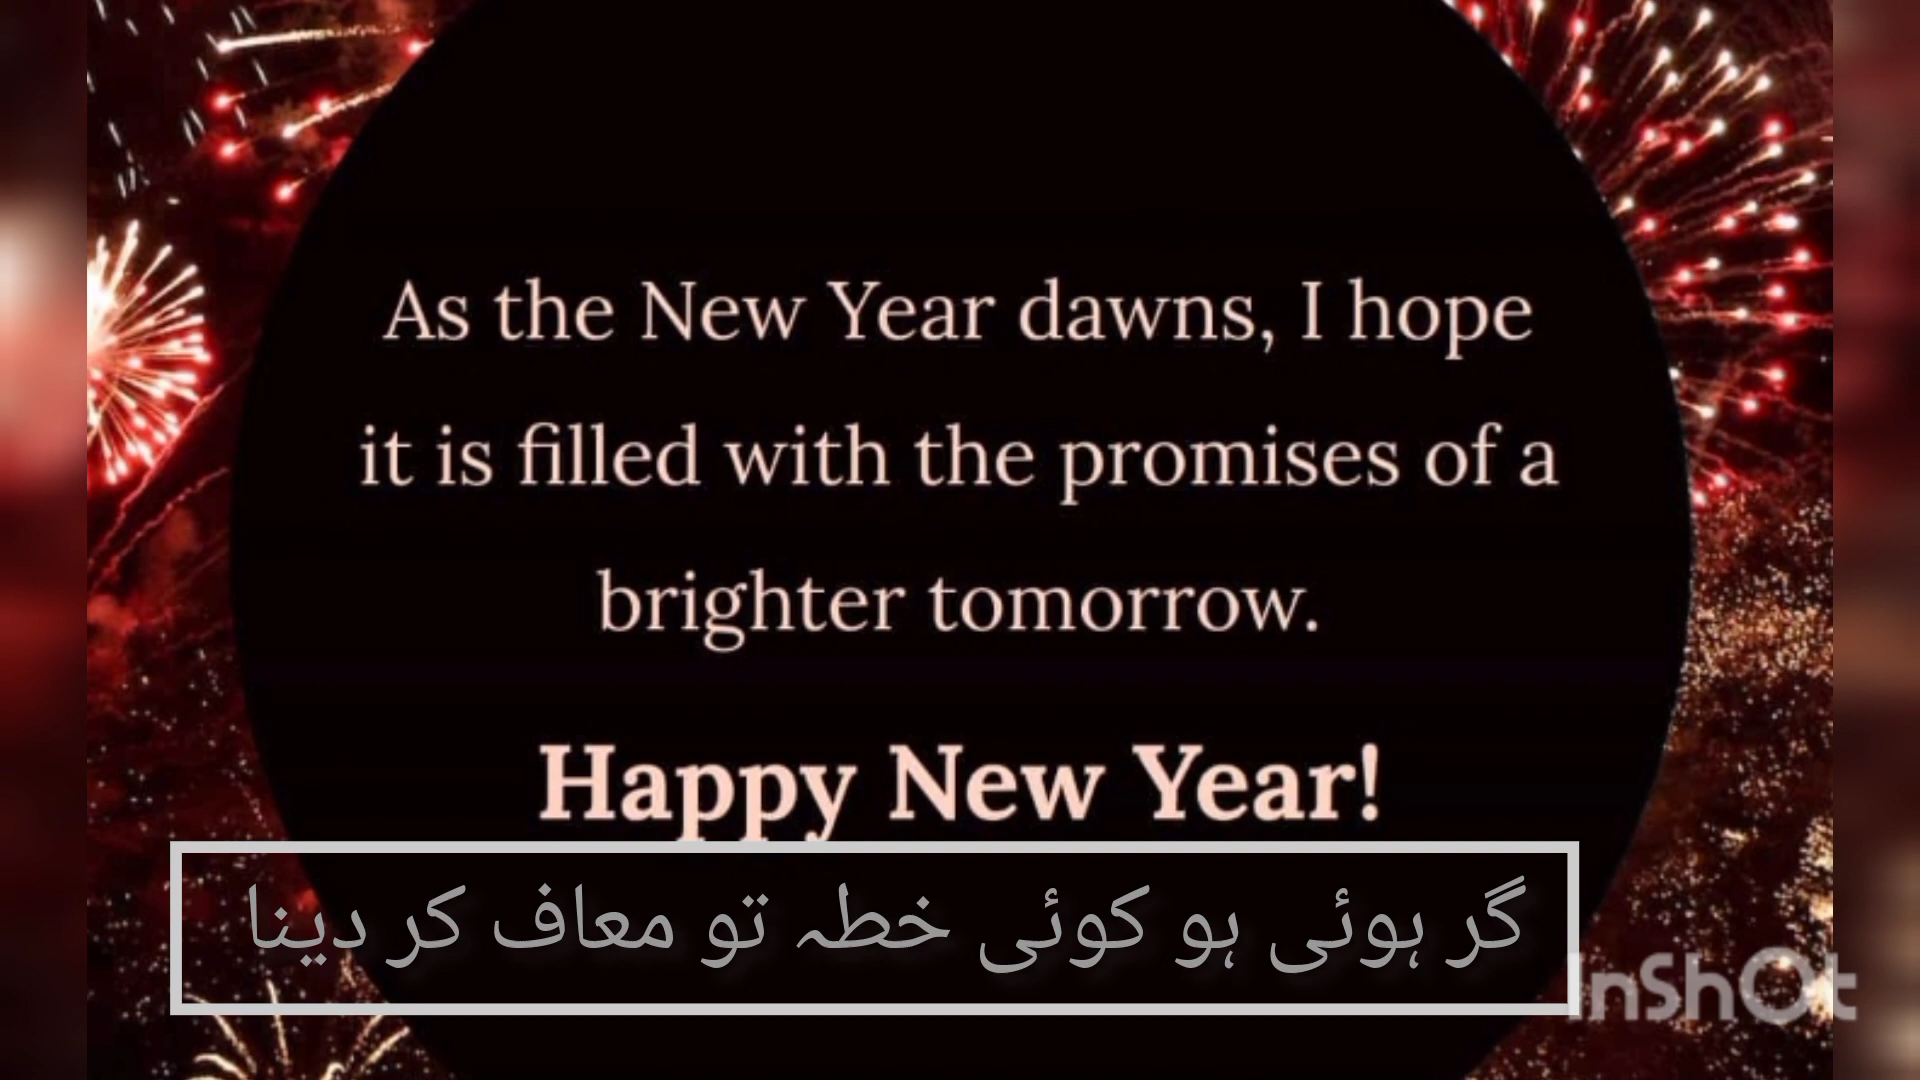 As the New Year dawns, I hope
it is filled with the promises of a
brighter tomorrow.
Happy New Year!
گر ہوئی ہو کوئی خطہ تو معاف کر دینا
InShOt